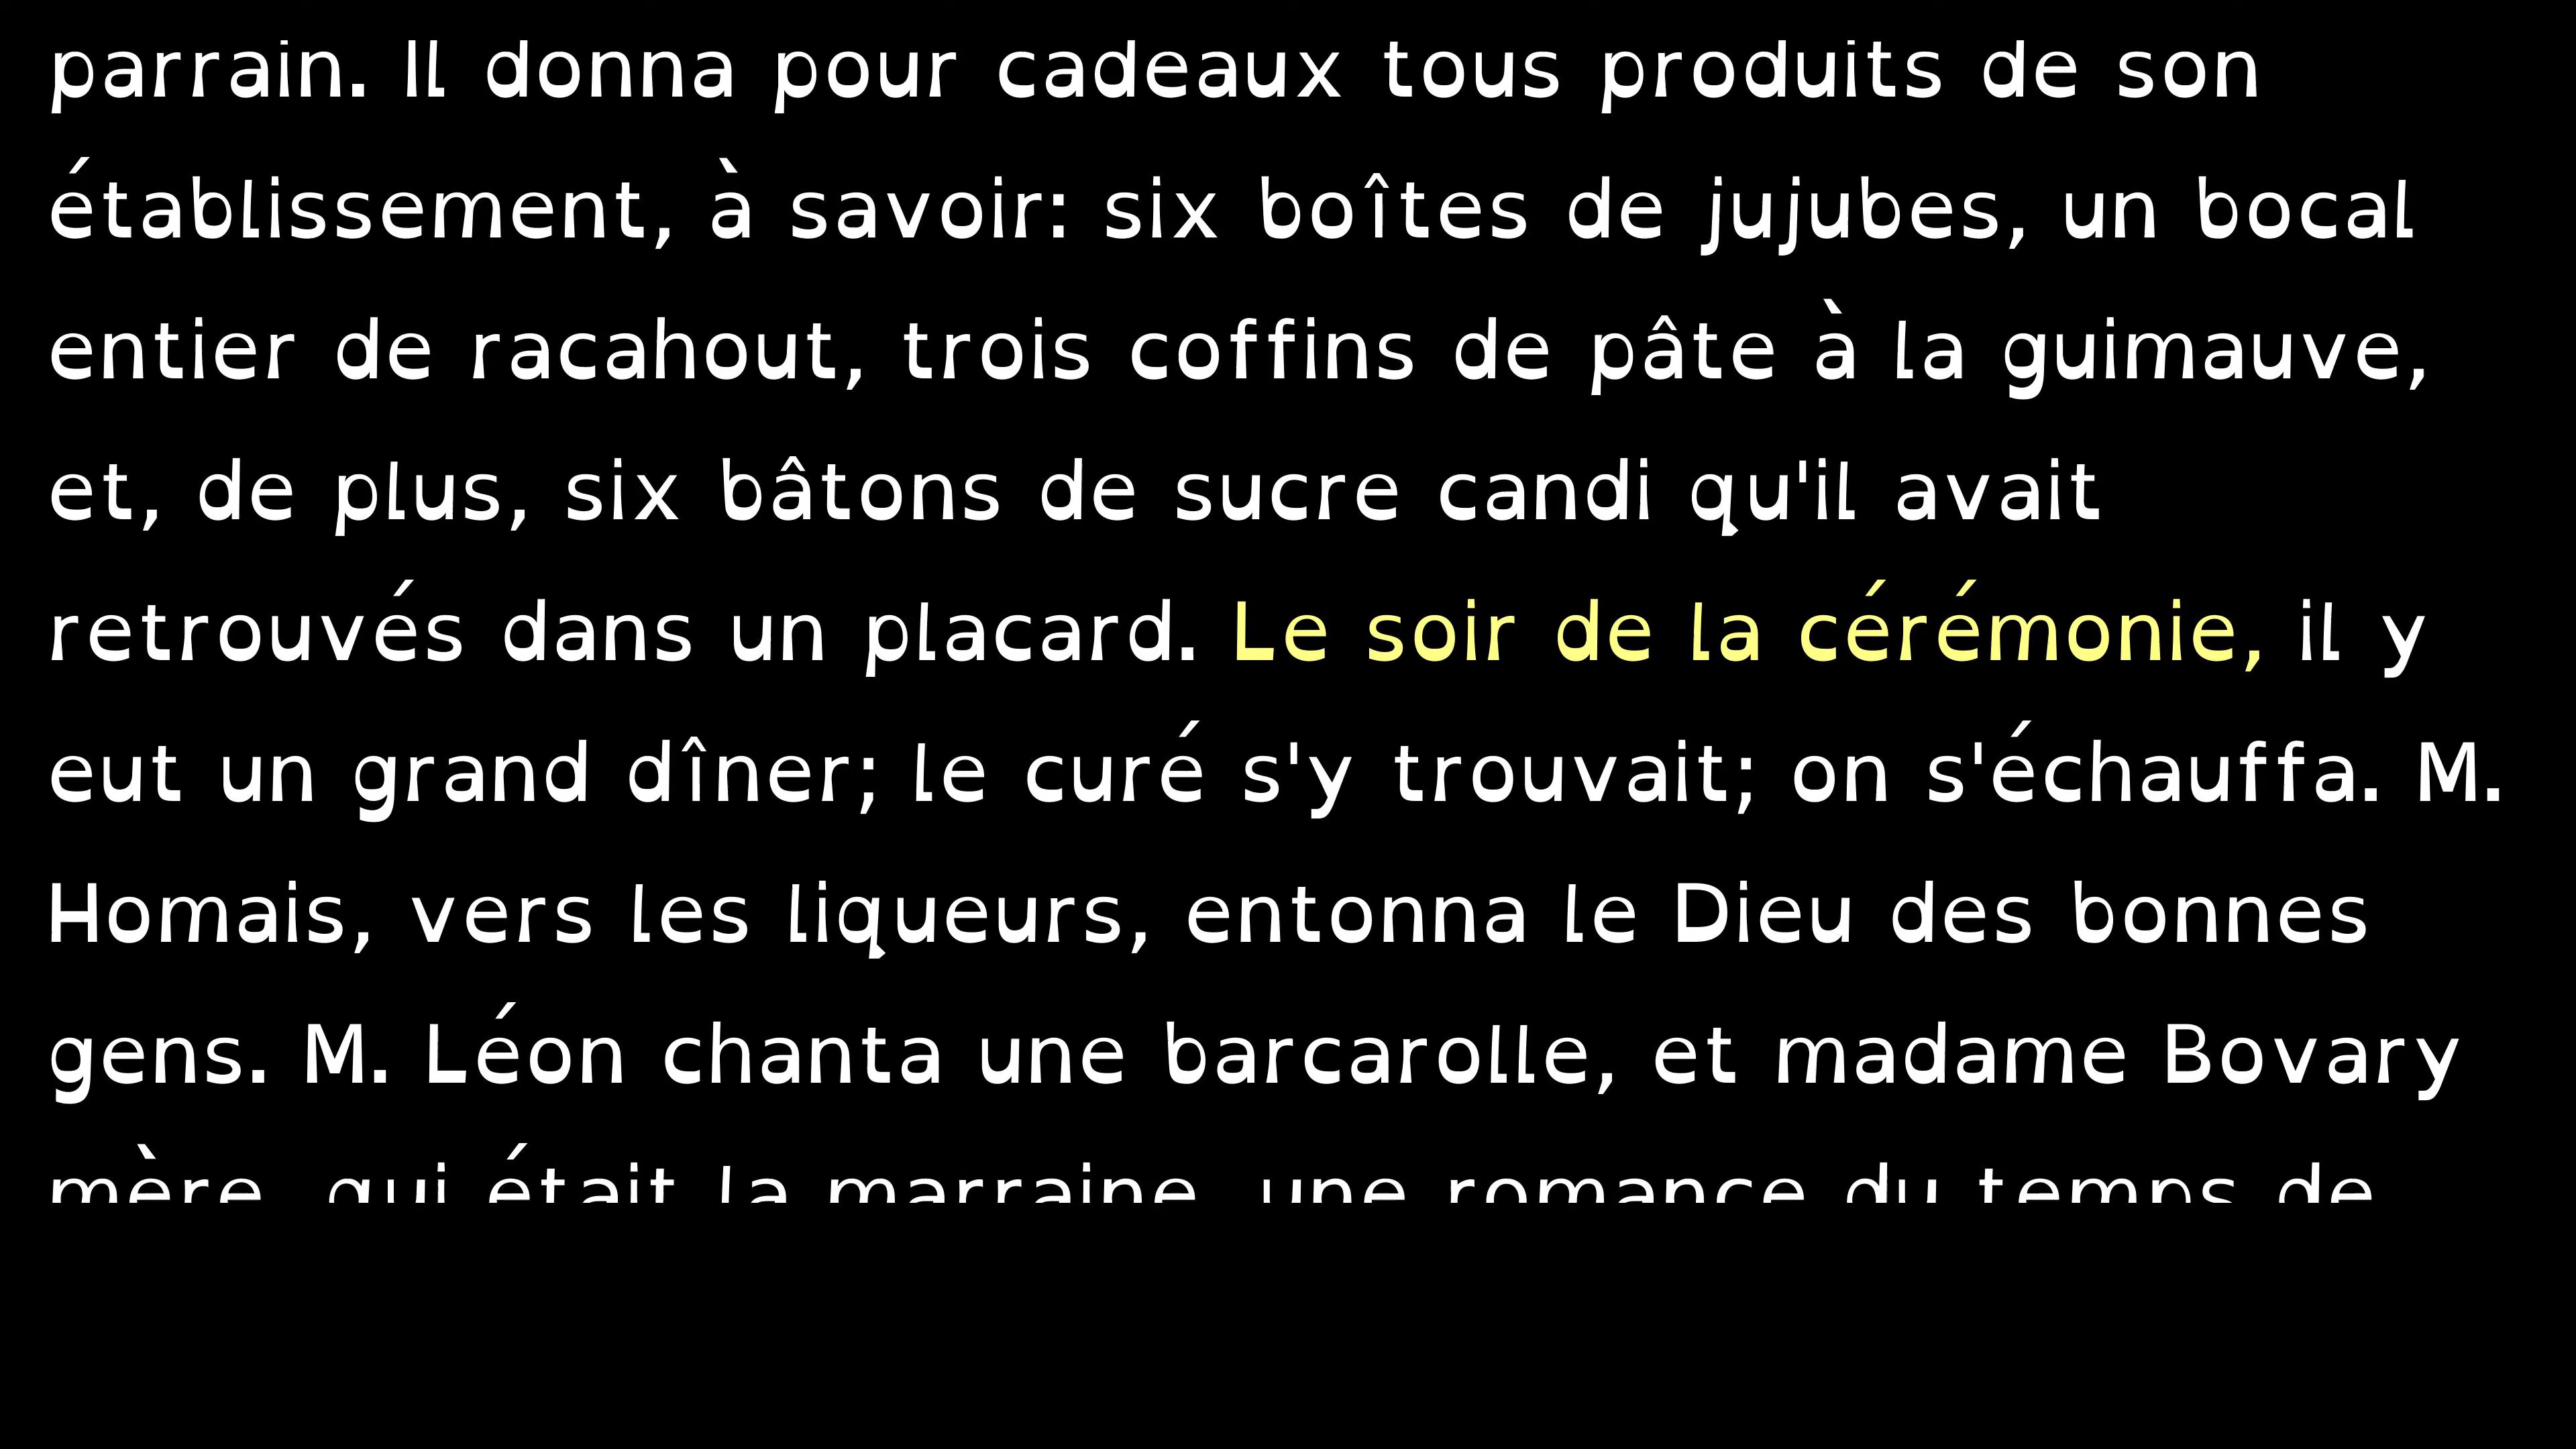 parrain. Il donna pour cadeaux tous produits de son
établissement, à savoir: six boîtes de jujubes, un bocal
entier de racahout, trois coffins de pâte à la guimauve,
et, de plus, six bâtons de sucre candi qu'il avait
retrouvés dans un placard. Le soir de la cérémonie, il y
eut un grand dîner; le curé s'y trouvait; on s'échauffa. M.
Homais, vers les liqueurs, entonna le Dieu des bonnes
gens. M. Léon chanta une barcarolle, et madame Bovary
mère, qui était la marraine, une romance du temps de